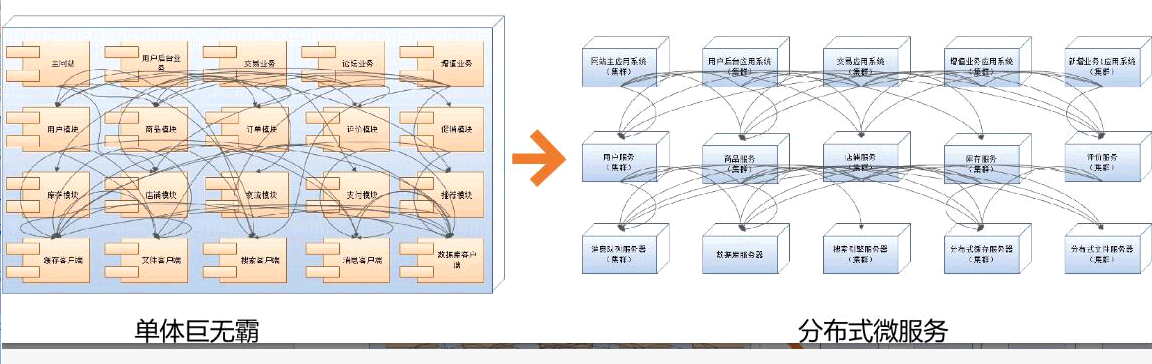 主网站
用户后台业
务
交易业务
论坛业务
增值业务
用户模块
商品模块
订单模块
评价模块
促销模块
库存模块
店铺模块
物流模块
支付模块
推荐模块
缓存客户端
文件客户端
搜索客户端
消息客户端
数据库客户
端
单体巨无霸
网站主应用系统
（集群）
用户后台应用系统
（集群）
交易应用系统
（集群）
增值业务应用系统
（集群）
新增业务1应用系统
（集群）
用户服务
（集群）
商品服务
（集群）
店铺服务
（集群）
库存服务
（集群）
评价服务
（集群）
消息队列服务器
（集群）
数据库服务器
搜索引擎服务器
（集群）
分布式缓存服务器
（集群）
分布式文件服务器
（集群）
分布式微服务